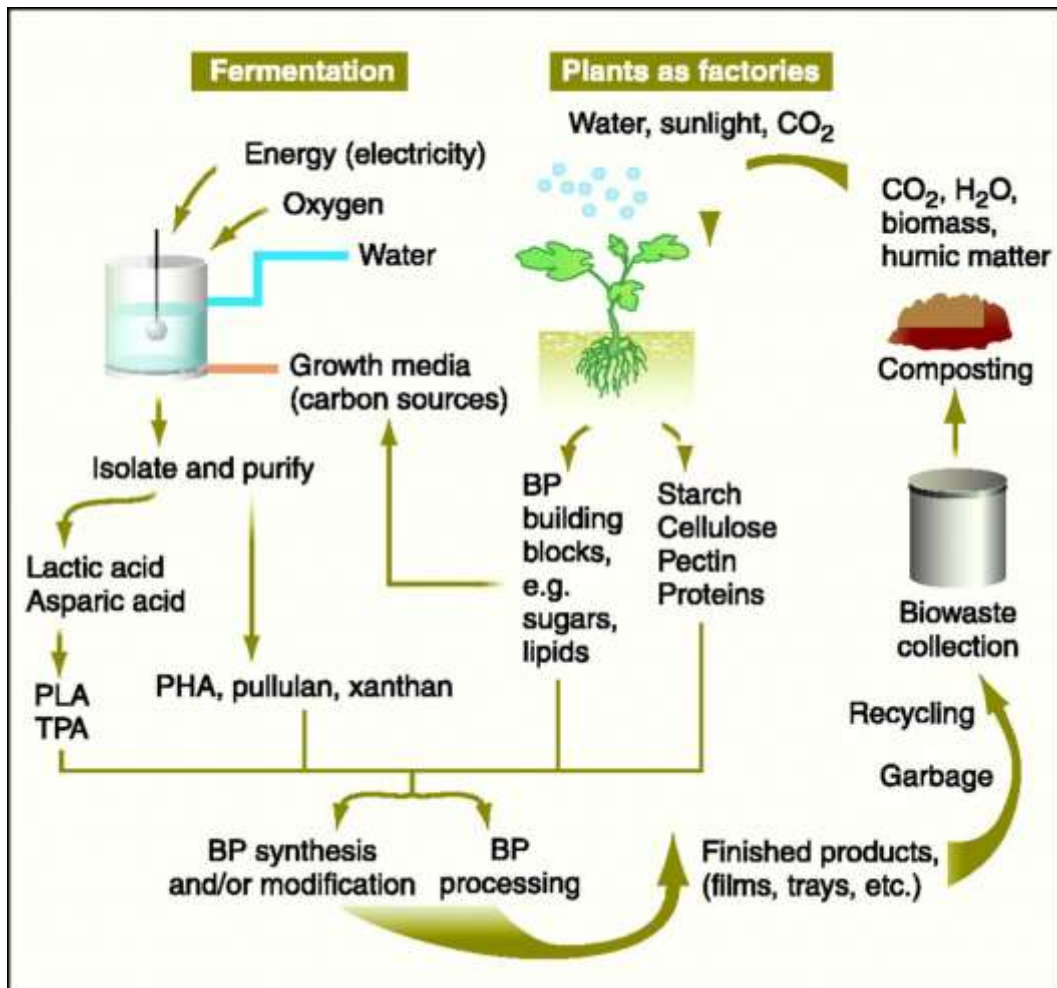 Fermentation
Energy (electricity)
Oxygen
Water
Growth media
(carbon sources)
Isolate and purify
Lactic acid
Asparic acid
PLA
TPA
PHA, pullulan, xanthan
Plants as factories
Water, sunlight, CO₂
BP
building
blocks,
e.g.
sugars,
lipids
Starch
Cellulose
Pectin
Proteins
BP synthesis
and/or modification
BP
processing
Finished products,
(films, trays, etc.)
Garbage
Recycling
Biowaste
collection
Composting
CO₂, H₂O,
biomass,
humic matter